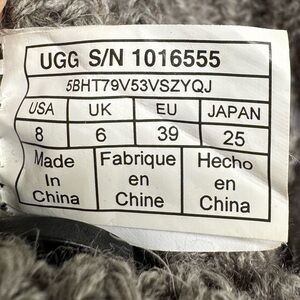 UGG S/N 1016555
5BHT79V53VSZYQJ
USA UK EU JAPAN
8 6 39 25
Made Fabrique Hecho
In en en
China Chine China